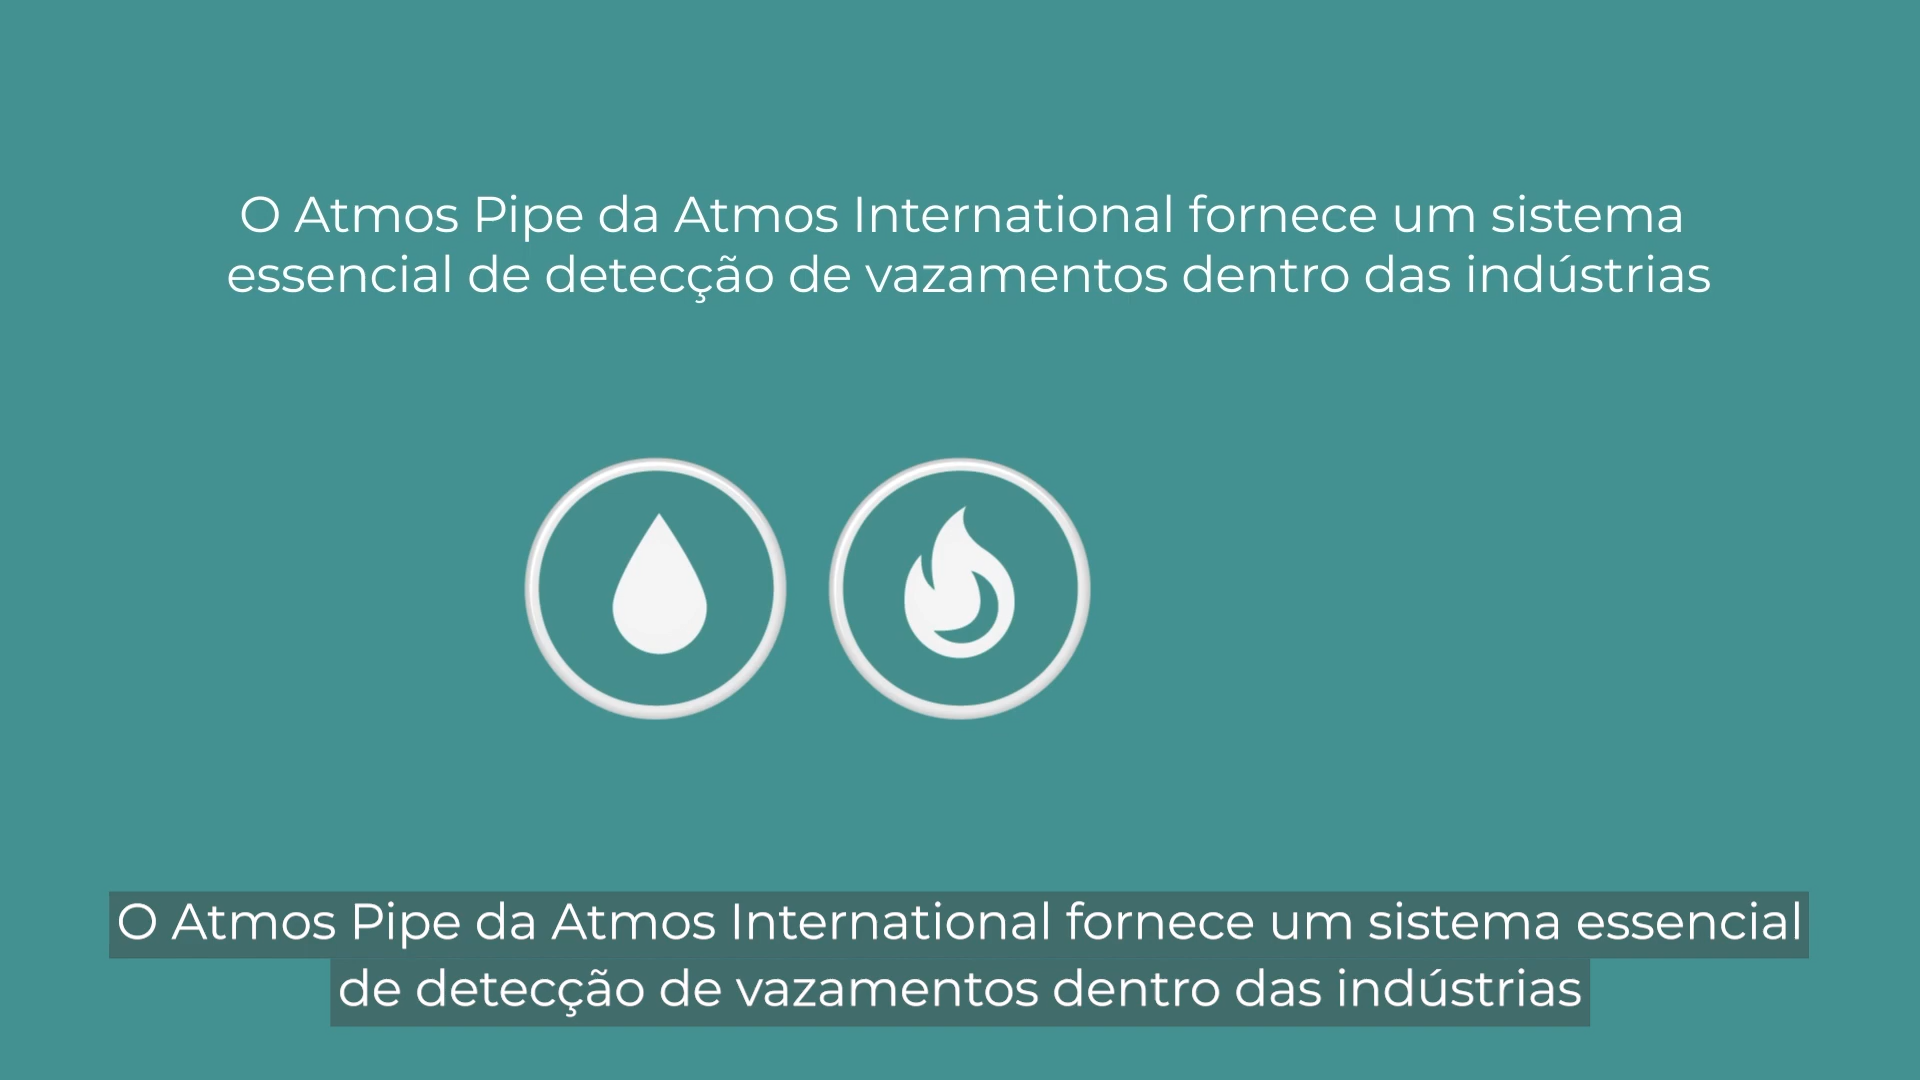 O Atmos Pipe da Atmos International fornece um sistema
essencial de detecção de vazamentos dentro das indústrias
O Atmos Pipe da Atmos International fornece um sistema essencial
de detecção de vazamentos dentro das indústrias